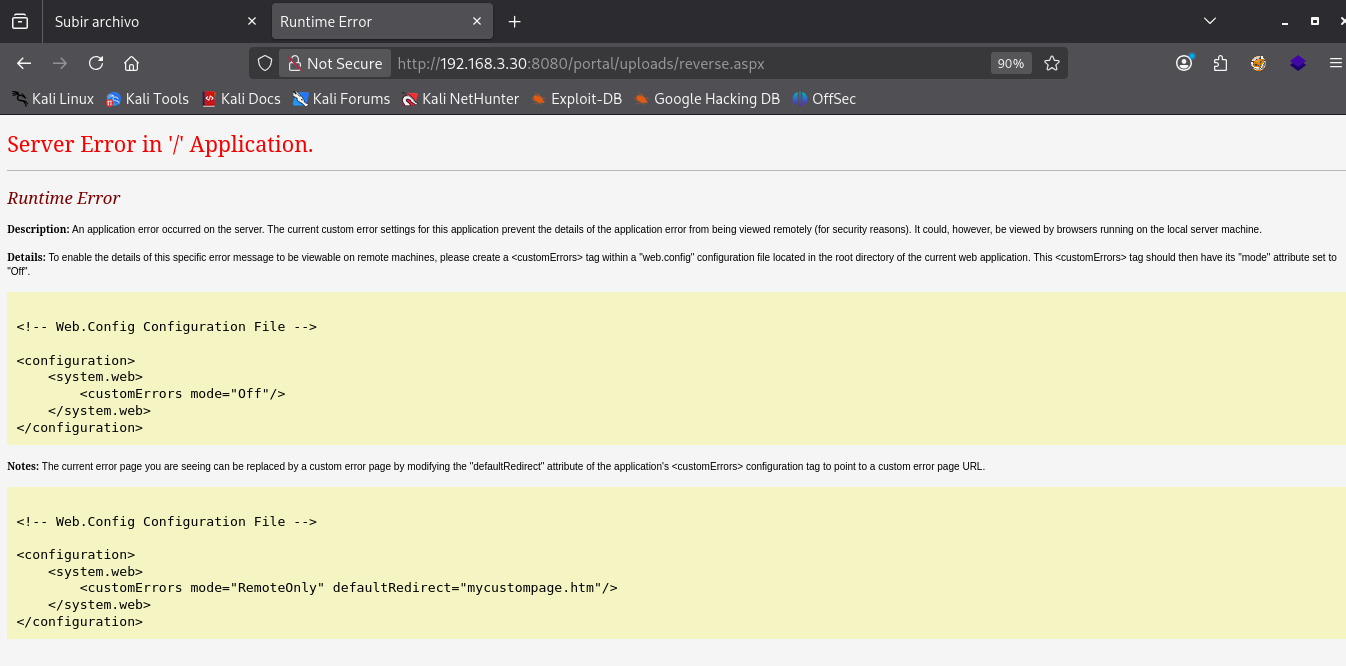 Subir archivo
Runtime Error
Not Secure
http://192.168.3.30:8080/portal/uploads/reverse.aspx
90%
Kali Linux
Kali Tools
Kali Docs
Kali Forums
Kali NetHunter
Exploit-DB
Google Hacking DB
OffSec
Server Error in '/' Application.
Runtime Error
Description: An application error occurred on the server. The current custom error settings for this application prevent the details of the application error from being viewed remotely (for security reasons). It could, however, be viewed by browsers running on the local server machine.
Details: To enable the details of this specific error message to be viewable on remote machines, please create a <customErrors> tag within a "web.config" configuration file located in the root directory of the current web application. This <customErrors> tag should then have its "mode" attribute set to
"Off".
<!-- Web.Config Configuration File -->
<configuration>
    <system.web>
        <customErrors mode="Off"/>
    </system.web>
</configuration>
Notes: The current error page you are seeing can be replaced by a custom error page by modifying the "defaultRedirect" attribute of the application's <customErrors> configuration tag to point to a custom error page URL.
<!-- Web.Config Configuration File -->
<configuration>
    <system.web>
        <customErrors mode="RemoteOnly" defaultRedirect="mycustompage.htm"/>
    </system.web>
</configuration>